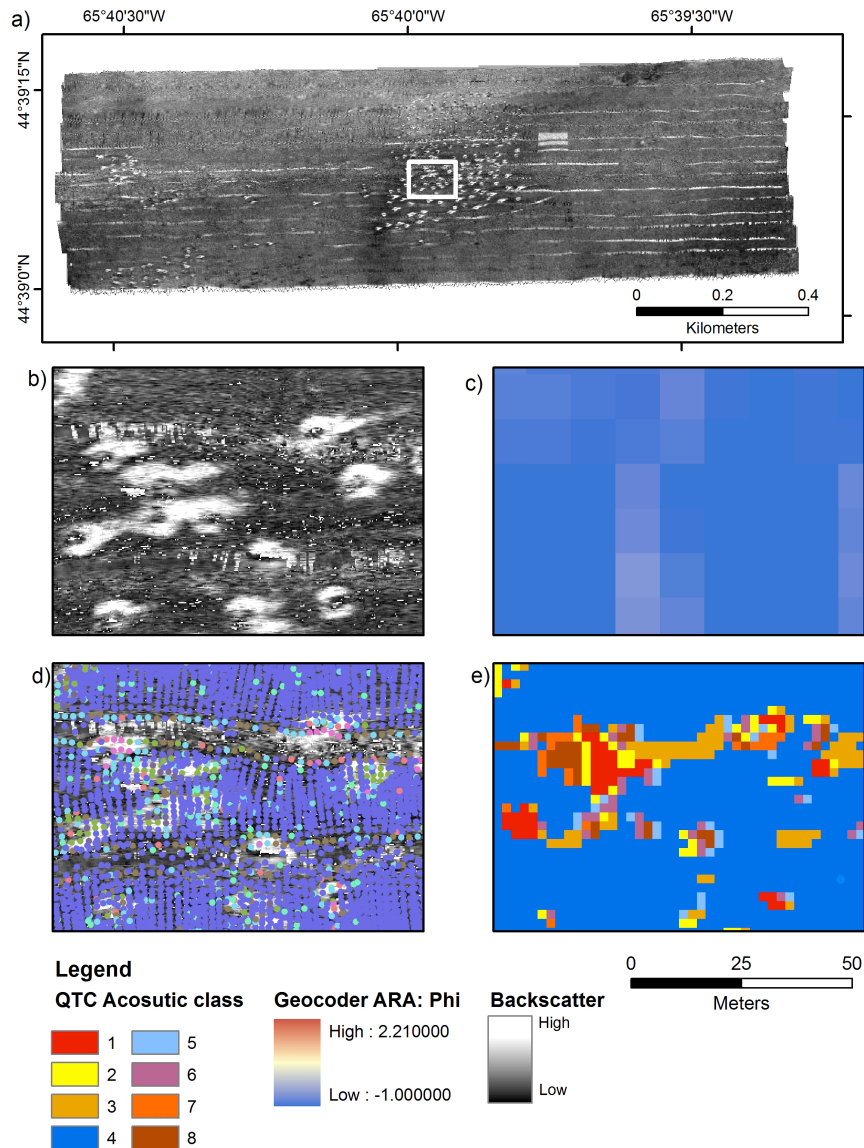 a)
65°40'30"W 65°40'0"W 65°39'30"W
44°39'15"N
44°39'0"N
0 0.2 0.4
Kilometers
b)
c)
d)
e)
Legend
0 25 50
Meters
QTC Acosutic class
1 5
2 6
3 7
4 8
Geocoder ARA: Phi
High : 2.210000
Low : -1.000000
Backscatter
High
Low